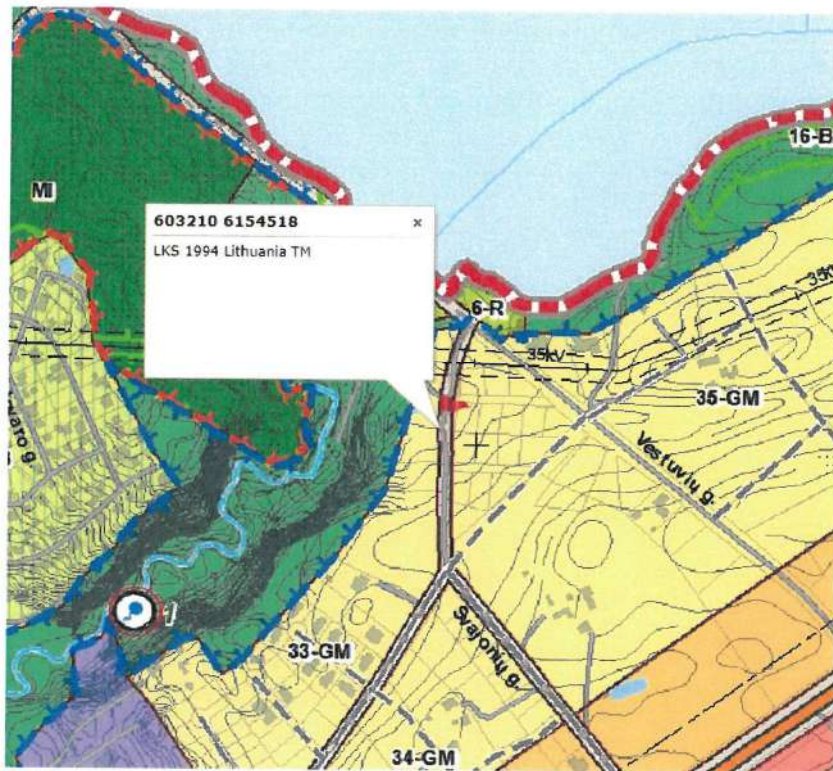 16-B
MI
603210 6154518 ×
LKS 1994 Lithuania TM
6-R
35kV
35-GM
Vestuvių g.
33-GM
Svajonių g.
34-GM